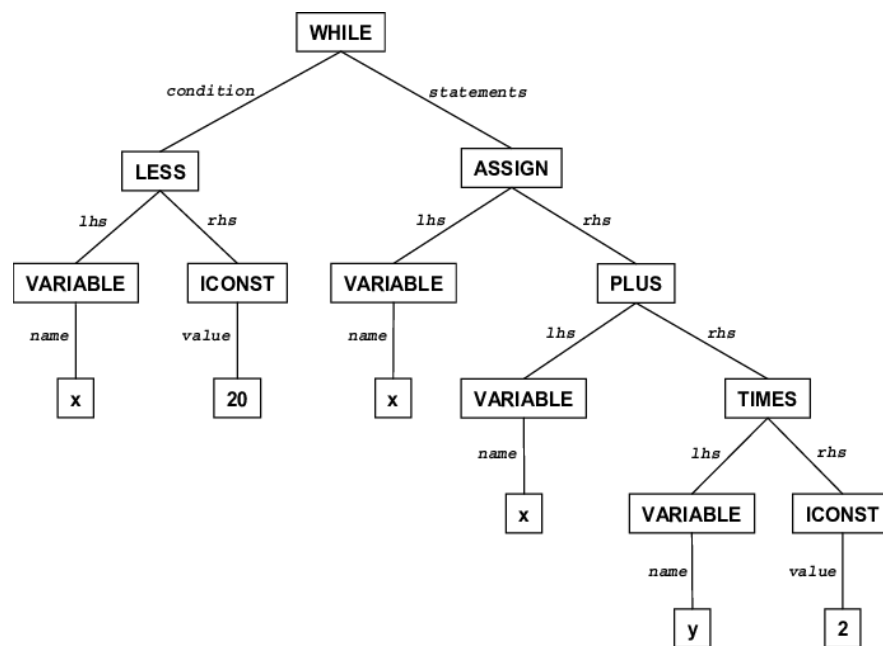 WHILE
condition statements
LESS ASSIGN
lhs rhs lhs rhs
VARIABLE ICONST VARIABLE PLUS
name value name lhs rhs
x 20 x VARIABLE TIMES
name lhs rhs
x VARIABLE ICONST
name value
y 2